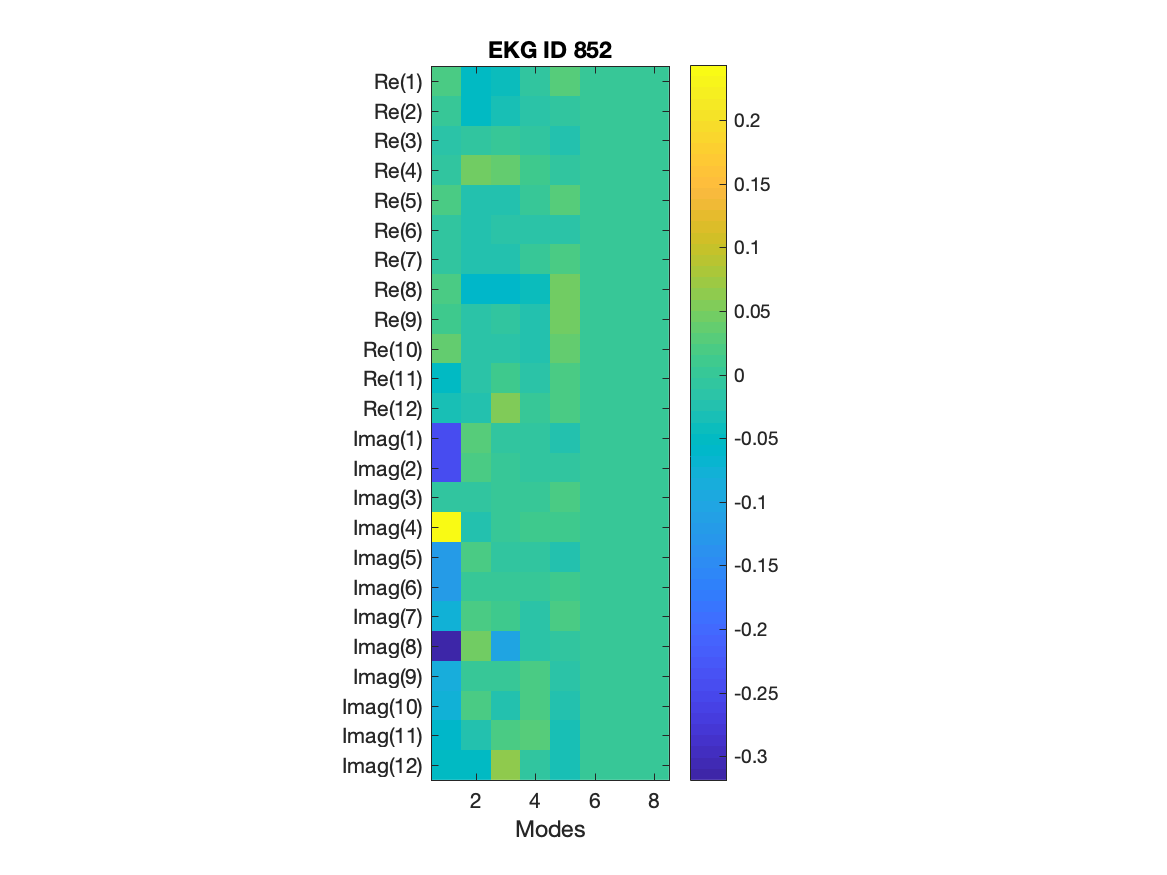 EKG ID 852
Re(1)
Re(2)
Re(3)
Re(4)
Re(5)
Re(6)
Re(7)
Re(8)
Re(9)
Re(10)
Re(11)
Re(12)
Imag(1)
Imag(2)
Imag(3)
Imag(4)
Imag(5)
Imag(6)
Imag(7)
Imag(8)
Imag(9)
Imag(10)
Imag(11)
Imag(12)
2 4 6 8
Modes
0.2
0.15
0.1
0.05
0
-0.05
-0.1
-0.15
-0.2
-0.25
-0.3